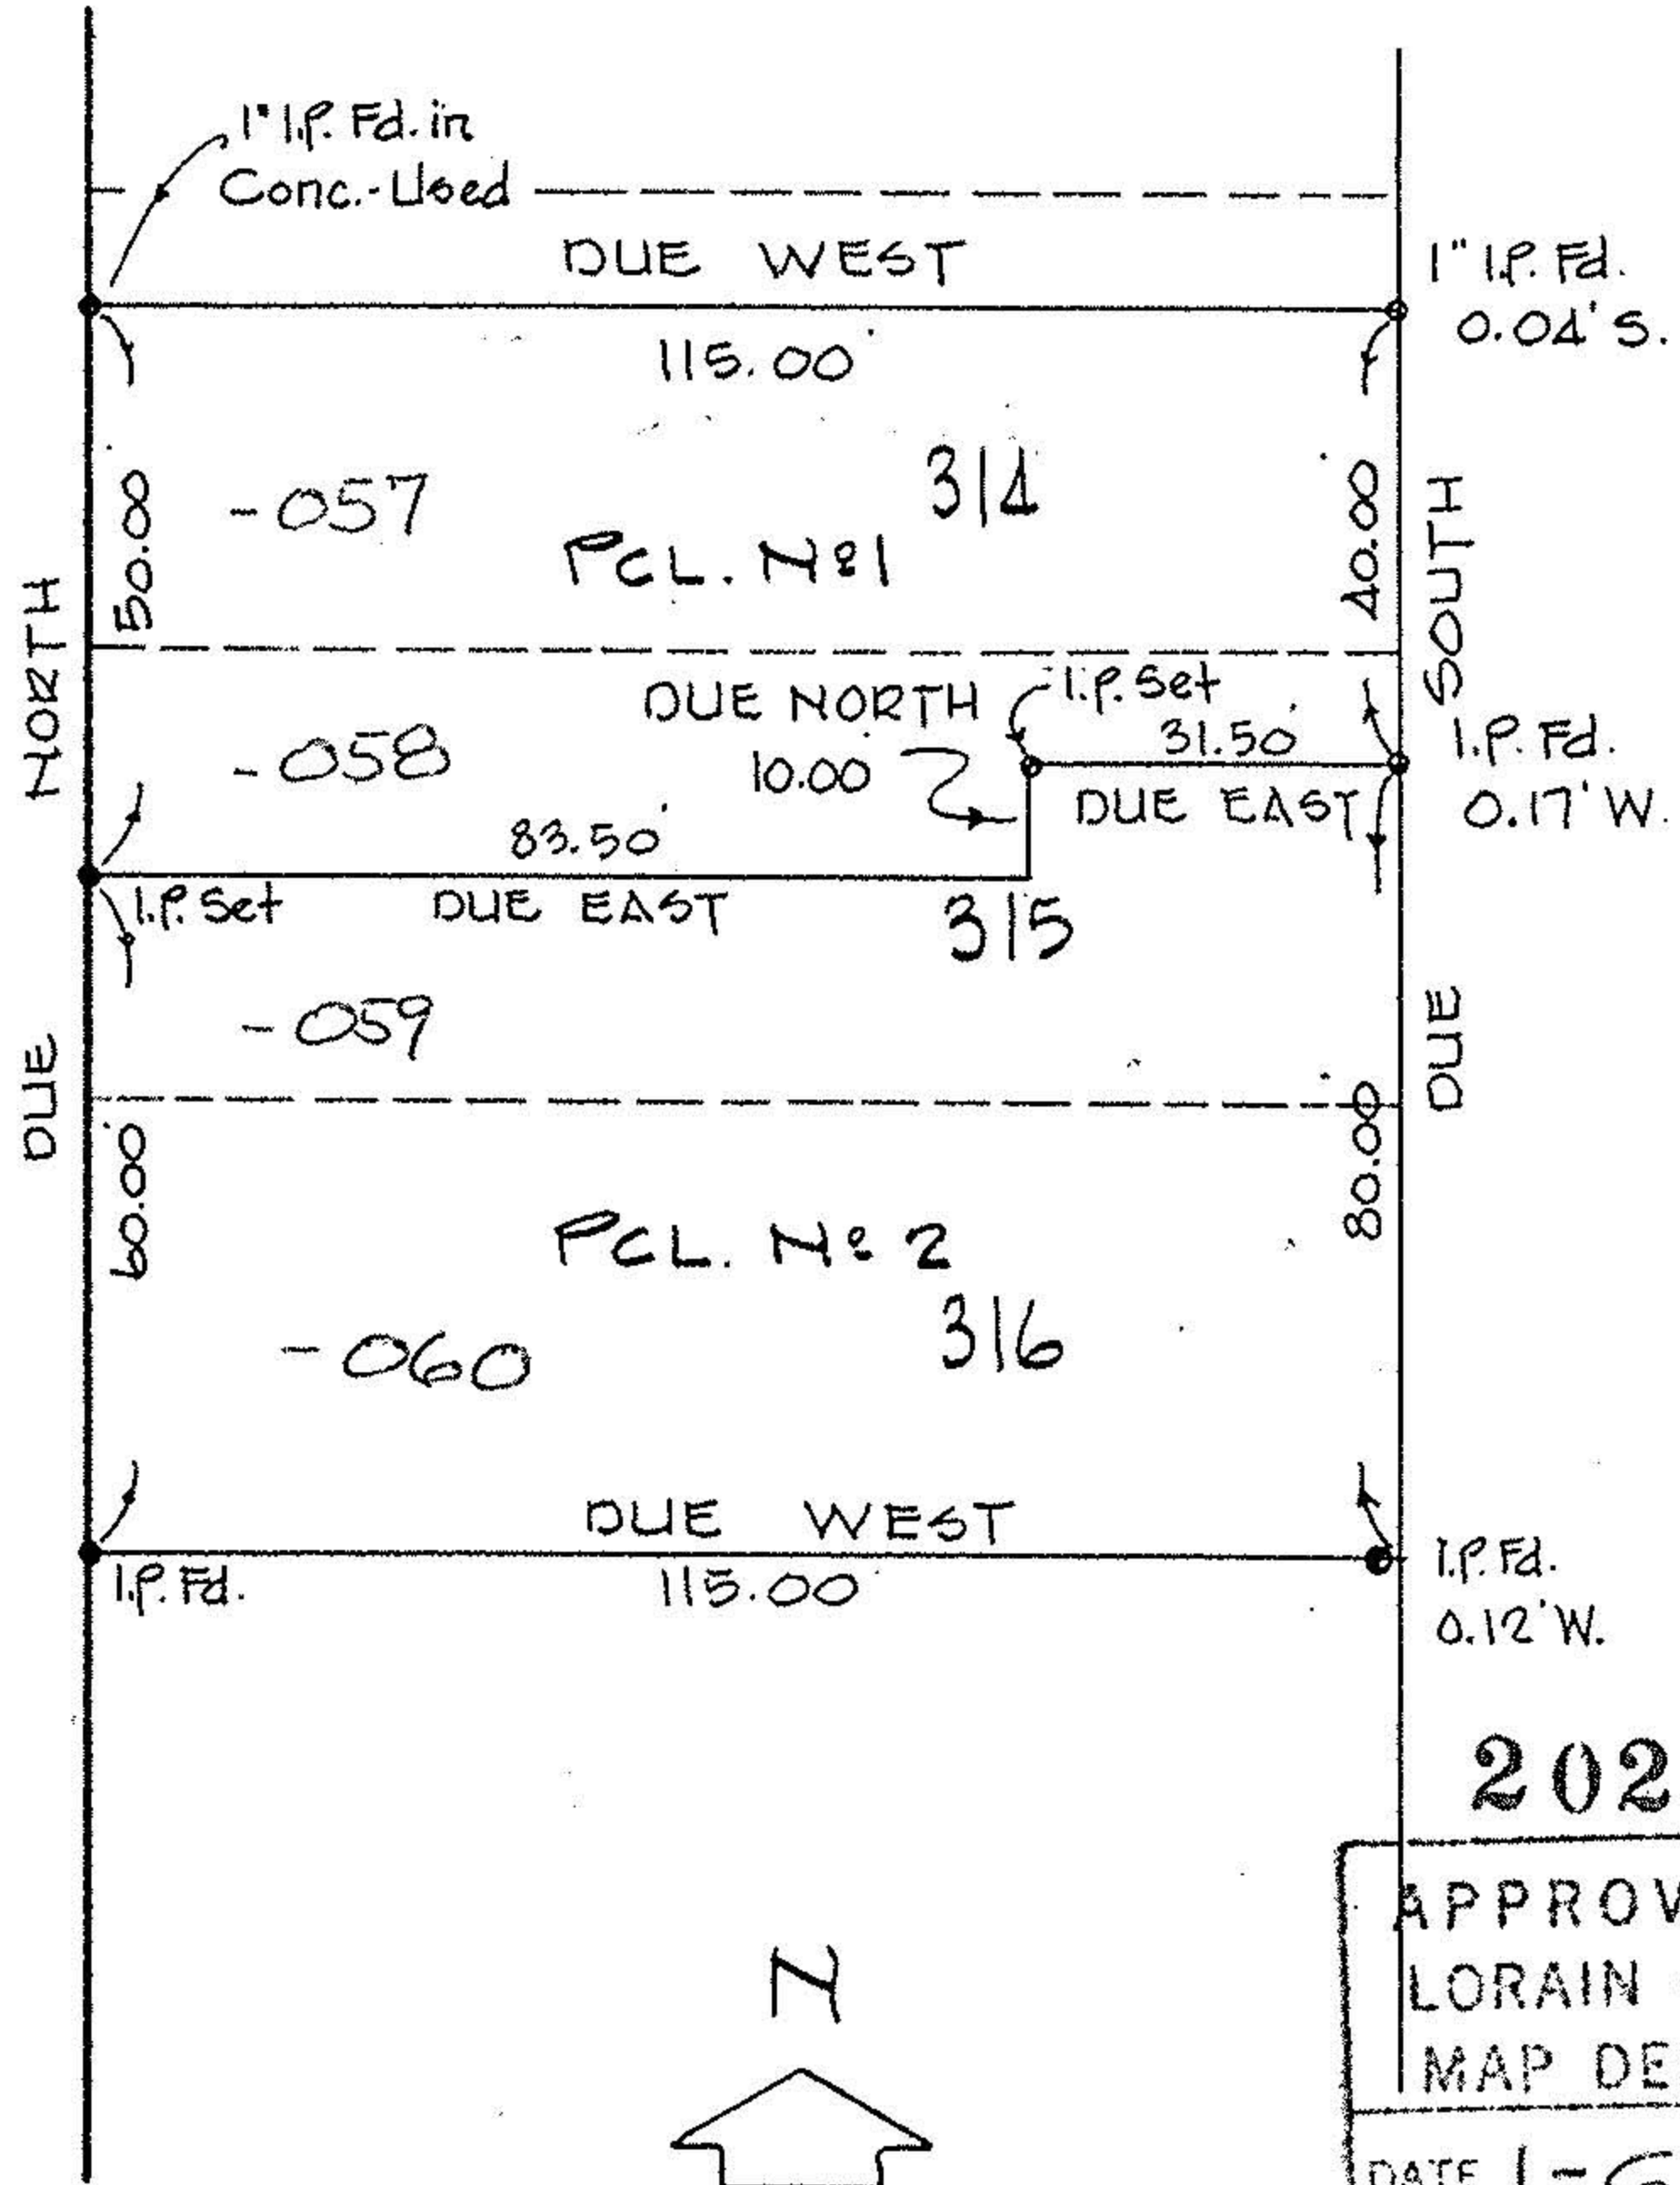 1" I.P. Fd. in
Conc.-Used
DUE WEST
115.00'
1" I.P. Fd.
0.04' S.
-057
314
PCL. Nº 1
50.00'
40.00'
NORTH
SOUTH
DUE NORTH
10.00'
I.P. Set
31.50'
DUE EAST
I.P. Fd.
0.17' W.
-058
83.50'
I.P. Set
DUE EAST
315
-059
DUE
DUE
60.00'
80.00'
PCL. Nº 2
-060
316
DUE WEST
115.00'
I.P. Fd.
I.P. Fd.
0.12' W.
202
APPROV
LORAIN
MAP DE
N
DATE 1-